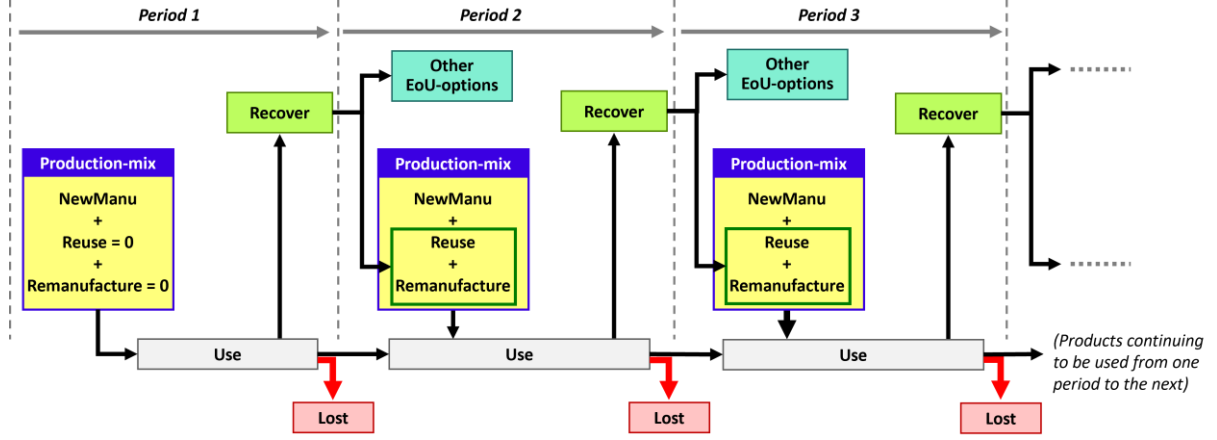 Period 1
Period 2
Period 3
Other
EoU-options
Other
EoU-options
Recover
Recover
Recover
Production-mix
NewManu
+
Reuse = 0
+
Remanufacture = 0
Production-mix
NewManu
+
Reuse
+
Remanufacture
Production-mix
NewManu
+
Reuse
+
Remanufacture
Use
Use
Use
(Products continuing
to be used from one
period to the next)
Lost
Lost
Lost